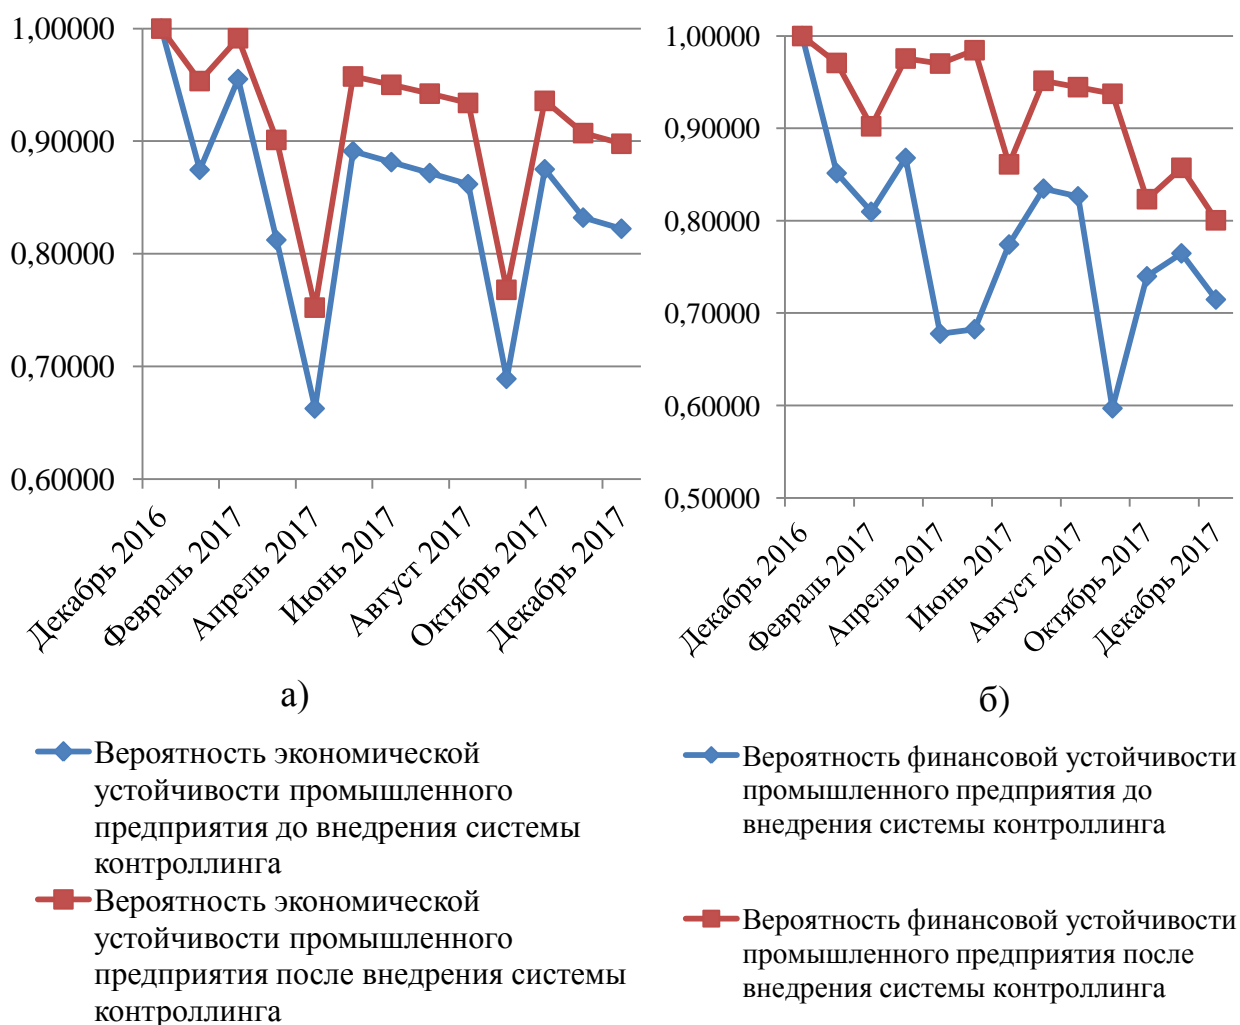 1,00000
0,90000
0,80000
0,70000
0,60000
Декабрь 2016
Февраль 2017
Апрель 2017
Июнь 2017
Август 2017
Октябрь 2017
Декабрь 2017
а)
Вероятность экономической
устойчивости промышленного
предприятия до внедрения системы
контроллинга
Вероятность экономической
устойчивости промышленного
предприятия после внедрения системы
контроллинга
1,00000
0,90000
0,80000
0,70000
0,60000
0,50000
Декабрь 2016
Февраль 2017
Апрель 2017
Июнь 2017
Август 2017
Октябрь 2017
Декабрь 2017
б)
Вероятность финансовой устойчивости
промышленного предприятия до
внедрения системы контроллинга
Вероятность финансовой устойчивости
промышленного предприятия после
внедрения системы контроллинга